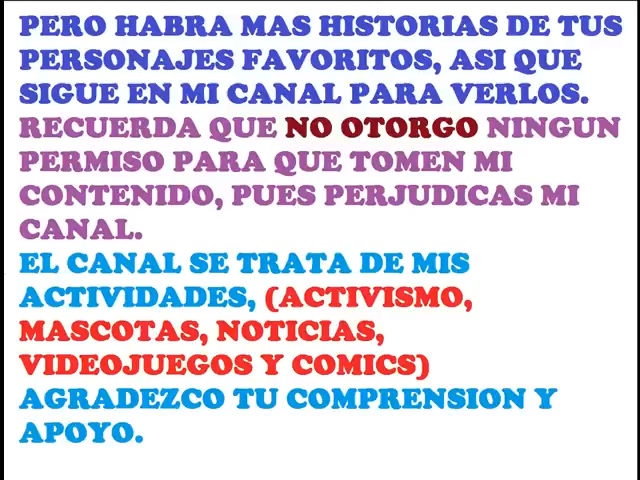 PERO HABRA MAS HISTORIAS DE TUS
PERSONAJES FAVORITOS, ASI QUE
SIGUE EN MI CANAL PARA VERLOS.
RECUERDA QUE NO OTORGO NINGUN
PERMISO PARA QUE TOMEN MI
CONTENIDO, PUES PERJUDICAS MI
CANAL.
EL CANAL SE TRATA DE MIS
ACTIVIDADES, (ACTIVISMO,
MASCOTAS, NOTICIAS,
VIDEOJUEGOS Y COMICS)
AGRADEZCO TU COMPRENSION Y
APOYO.